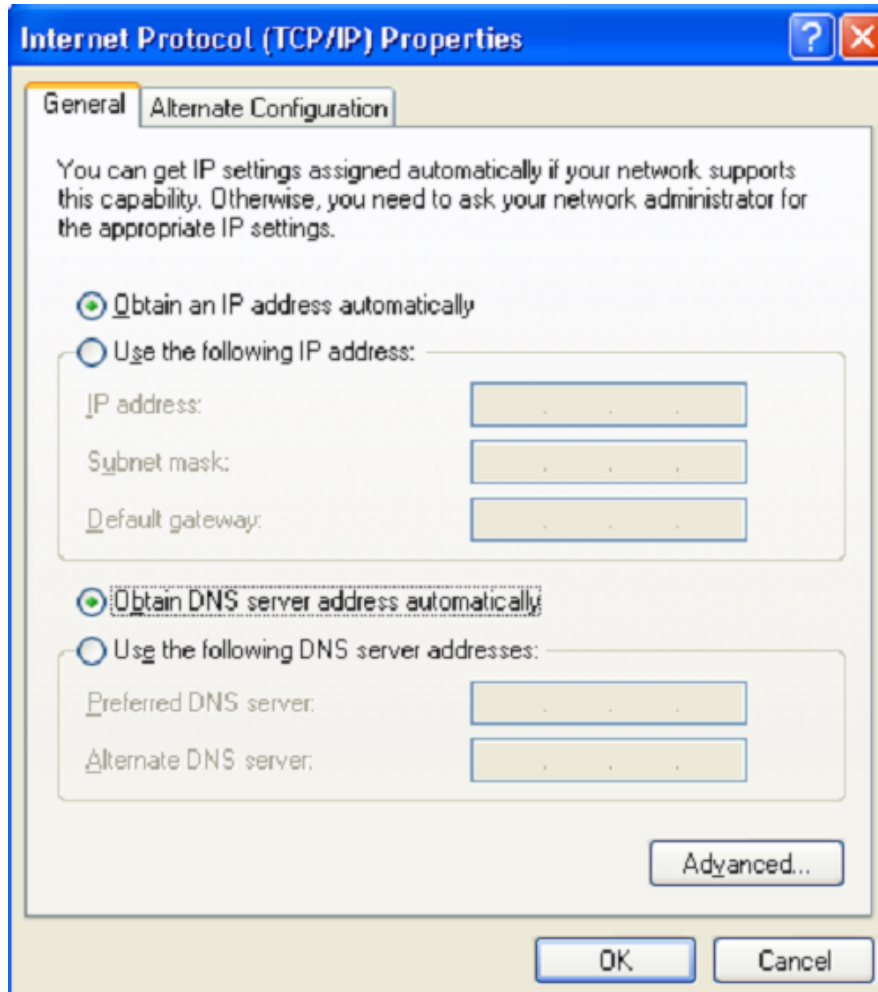 Internet Protocol (TCP/IP) Properties
General
Alternate Configuration
You can get IP settings assigned automatically if your network supports
this capability. Otherwise, you need to ask your network administrator for
the appropriate IP settings.
Obtain an IP address automatically
Use the following IP address:
IP address:
Subnet mask:
Default gateway:
Obtain DNS server address automatically
Use the following DNS server addresses:
Preferred DNS server:
Alternate DNS server:
Advanced...
OK
Cancel